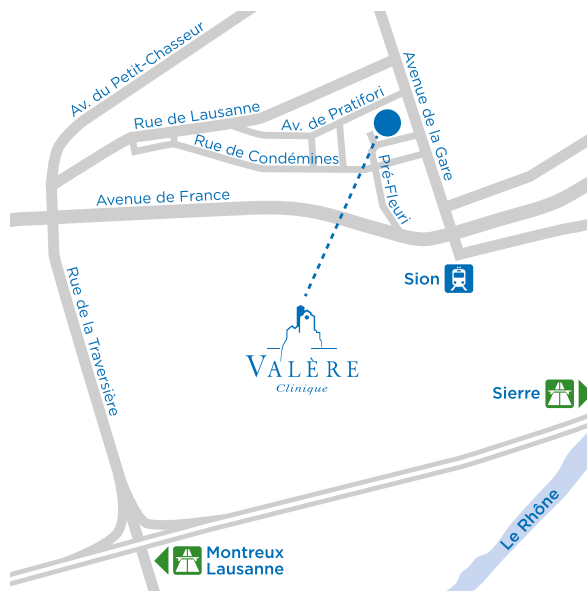 Av. du Petit-Chasseur
Rue de Lausanne
Av. de Pratifori
Avenue de la Gare
Rue de Condémines
Pré-Fleuri
Avenue de France
Rue de la Traversière
Sion
VALÈRE
Clinique
Sierre
Le Rhône
Montreux
Lausanne